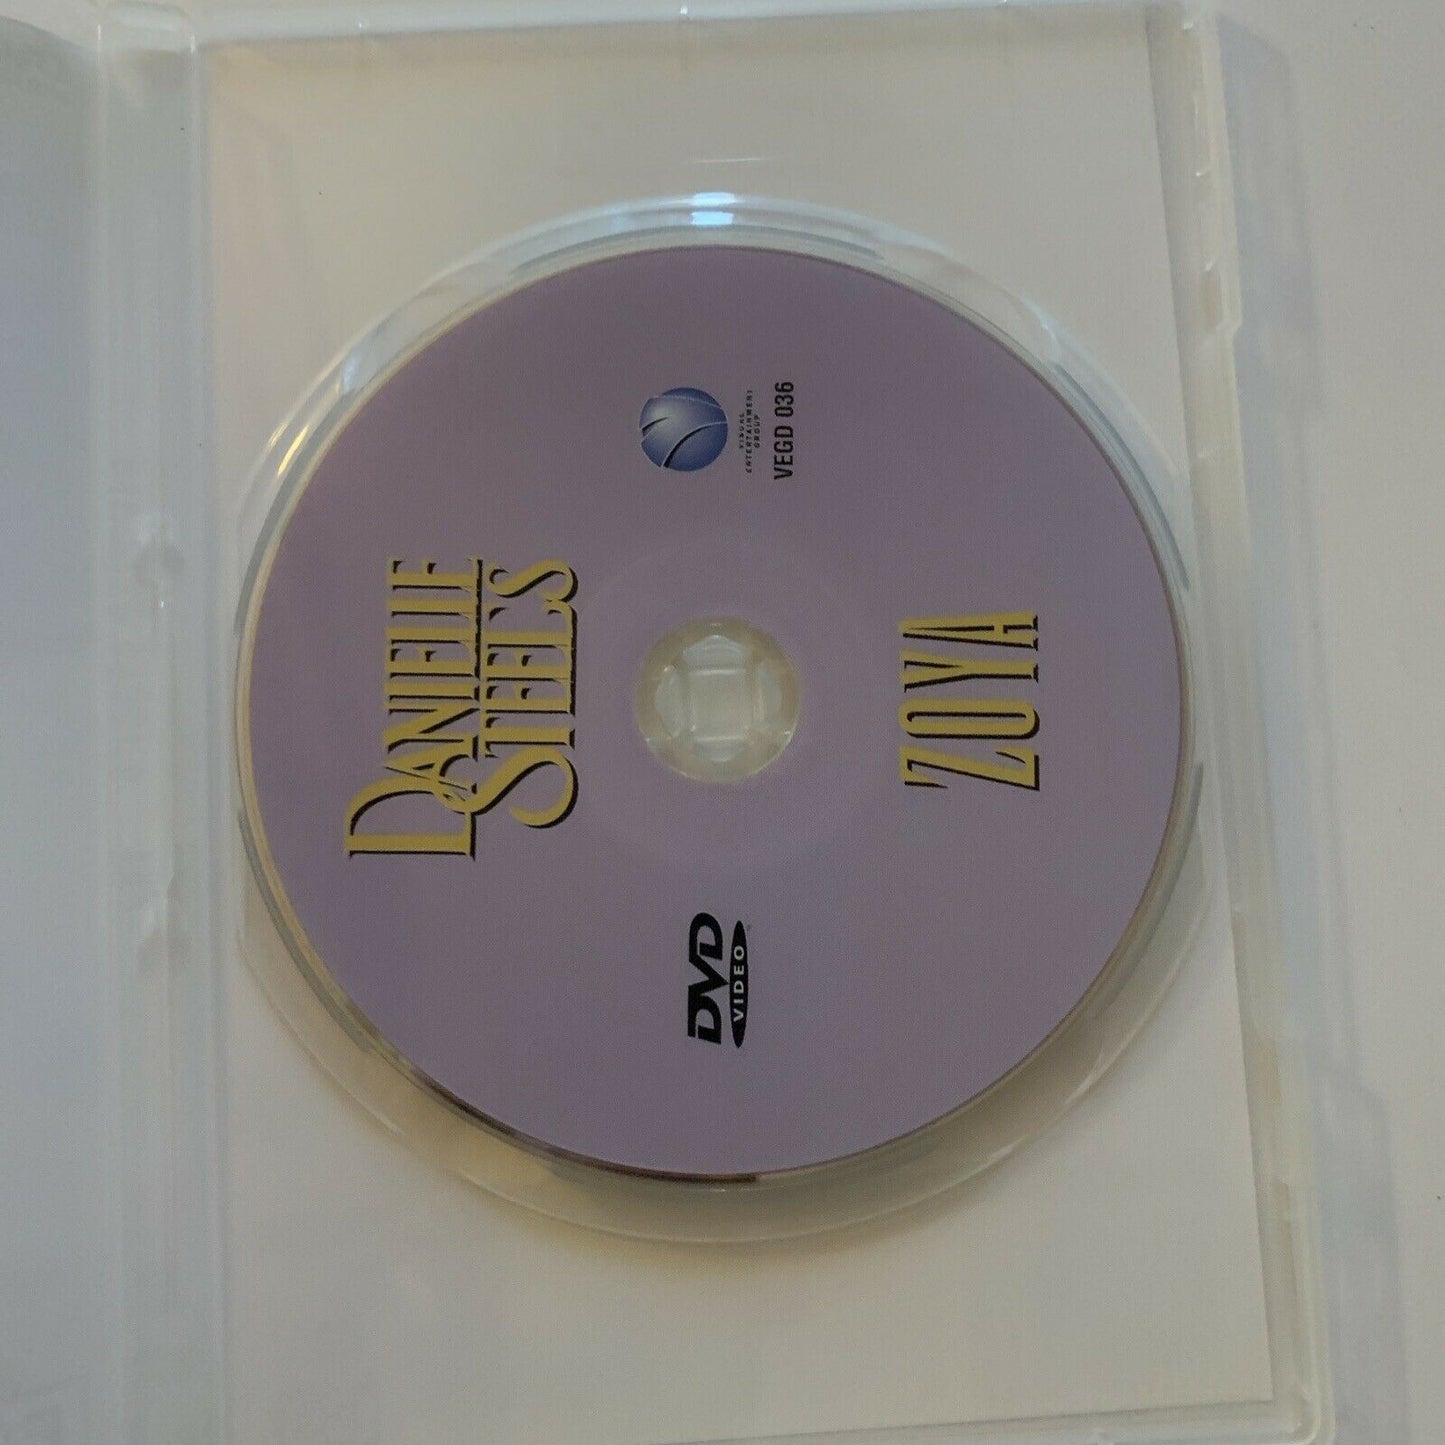 DANIELLE
STEEL'S
DVD
VIDEO
VISUAL
ENTERTAINMENT
GROUP
VEGD 036
ZOYA